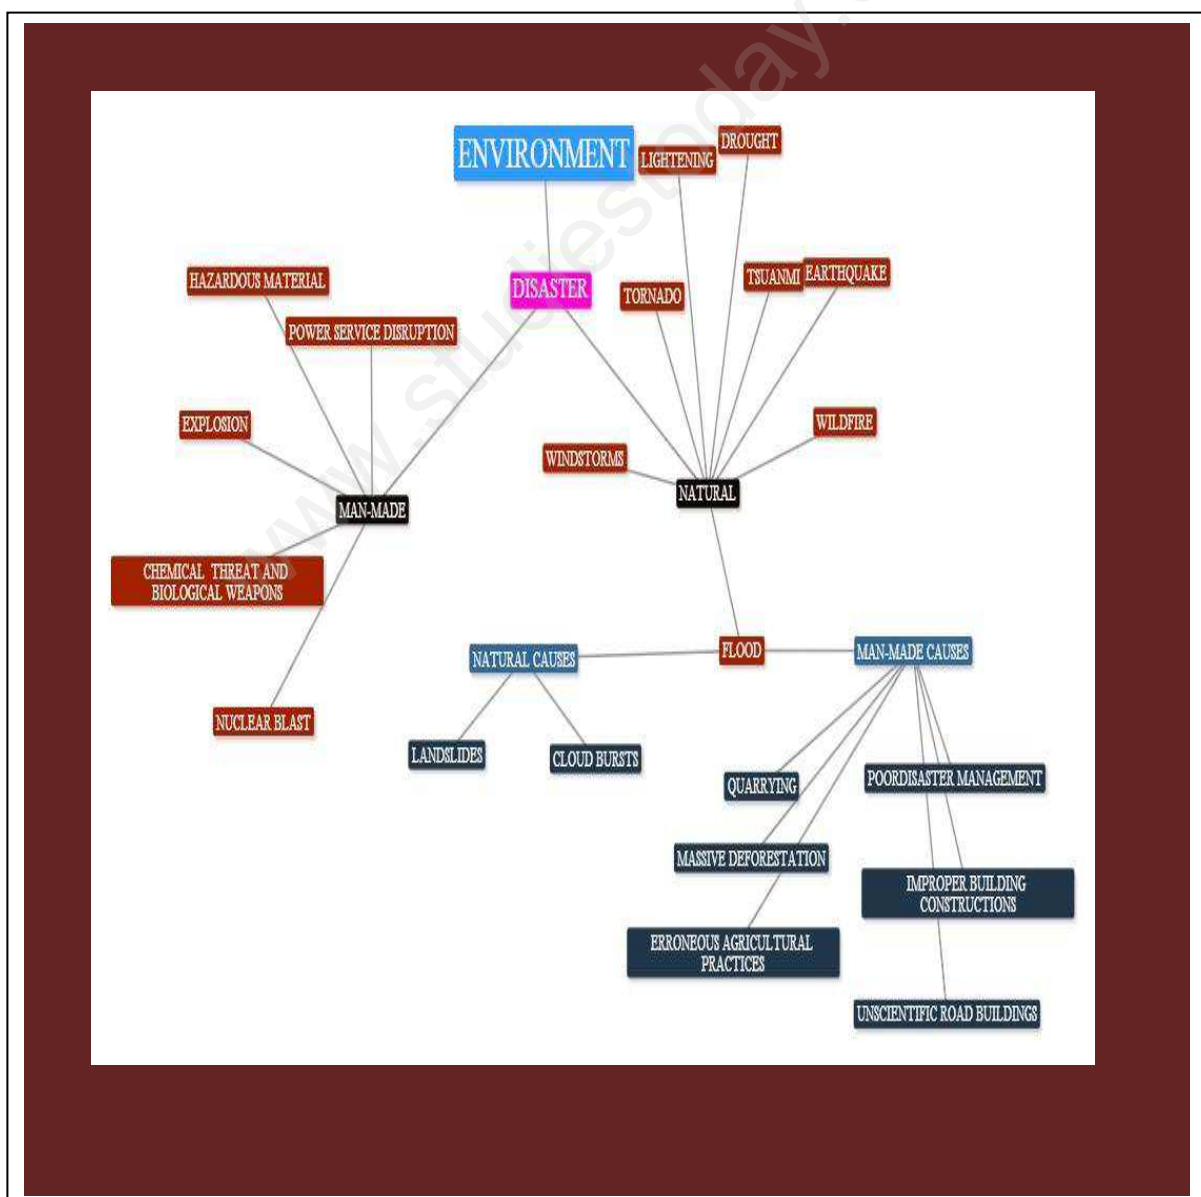 www.studiestoday.
ENVIRONMENT
DROUGHT
LIGHTENING
HAZARDOUS MATERIAL
DISASTER
TORNADO
TSUANMI
EARTHQUAKE
POWER SERVICE DISRUPTION
EXPLOSION
WILDFIRE
WINDSTORMS
NATURAL
MAN-MADE
CHEMICAL THREAT AND
BIOLOGICAL WEAPONS
NATURAL CAUSES
FLOOD
MAN-MADE CAUSES
NUCLEAR BLAST
LANDSLIDES
CLOUD BURSTS
QUARRYING
POORDISASTER MANAGEMENT
MASSIVE DEFORESTATION
IMPROPER BUILDING
CONSTRUCTIONS
ERRONEOUS AGRICULTURAL
PRACTICES
UNSCIENTIFIC ROAD BUILDINGS